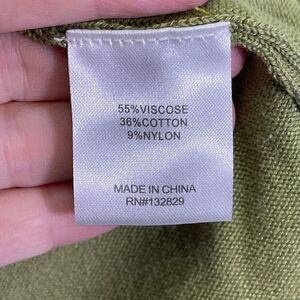 55%VISCOSE
36%COTTON
9%NYLON
MADE IN CHINA
RN#132829